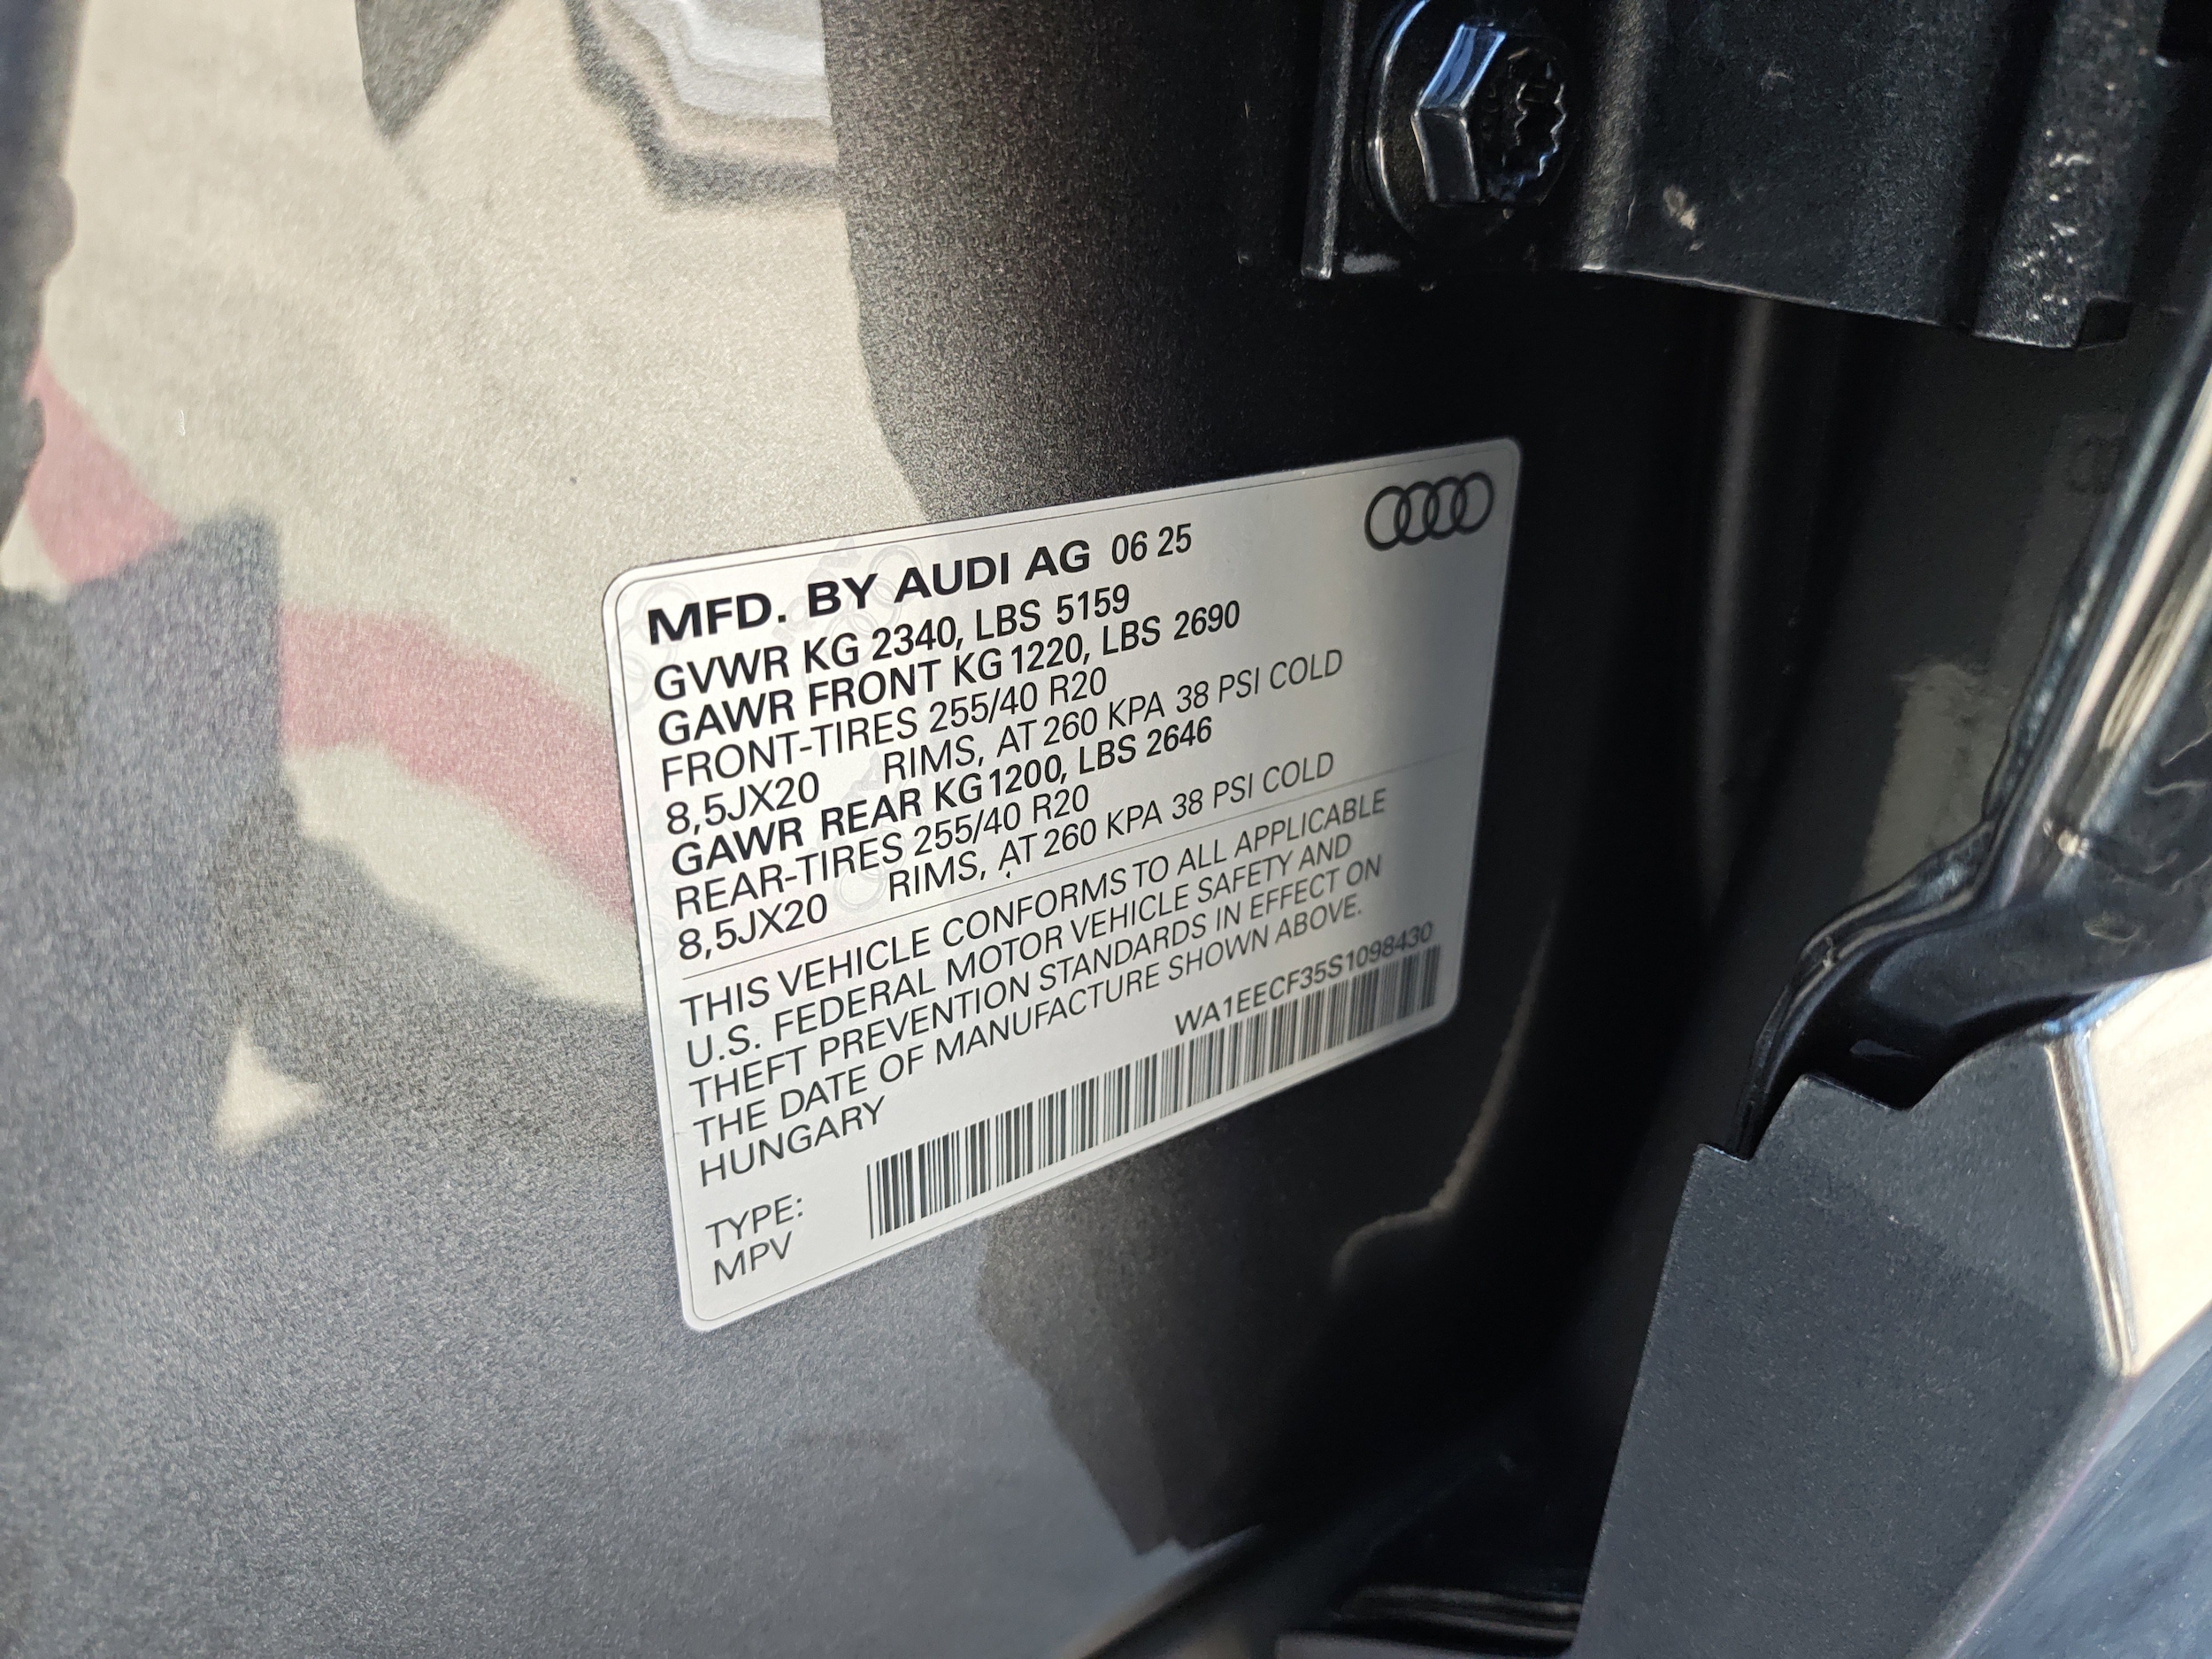 MFD. BY AUDI AG 06 25
GVWR KG 2340, LBS 5159
GAWR FRONT KG 1220, LBS 2690
FRONT-TIRES 255/40 R20
8,5JX20 RIMS, AT 260 KPA 38 PSI COLD
GAWR REAR KG 1200, LBS 2646
REAR-TIRES 255/40 R20
8,5JX20 RIMS, AT 260 KPA 38 PSI COLD
THIS VEHICLE CONFORMS TO ALL APPLICABLE
U.S. FEDERAL MOTOR VEHICLE SAFETY AND
THEFT PREVENTION STANDARDS IN EFFECT ON
THE DATE OF MANUFACTURE SHOWN ABOVE.
HUNGARY
WA1EECF35S1098430
TYPE:
MPV